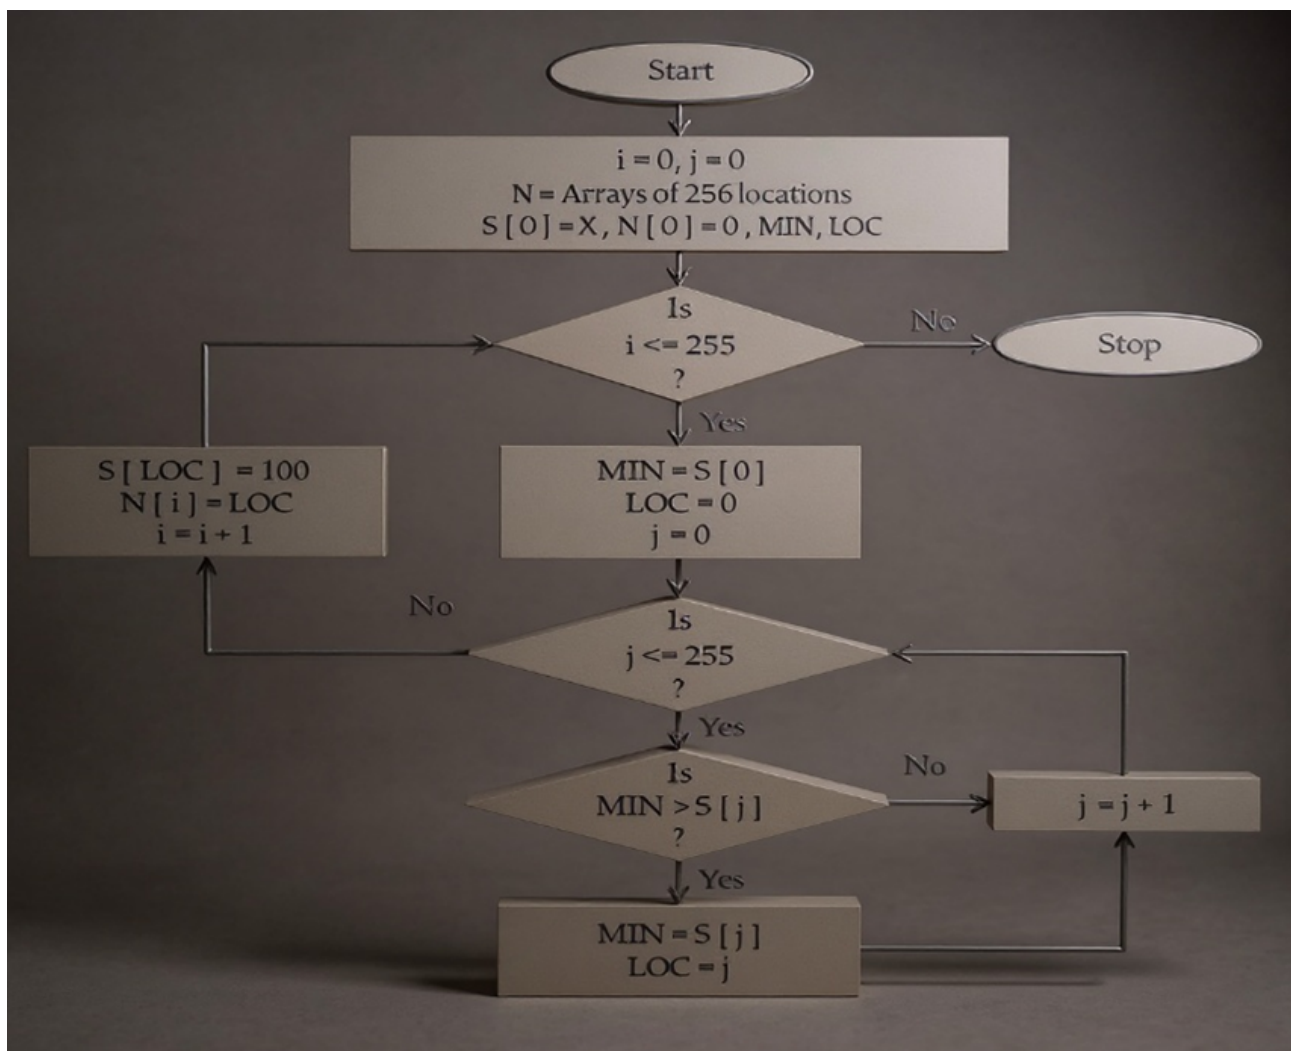 Start
i = 0, j = 0
N = Arrays of 256 locations
S [ 0 ] = X , N [ 0 ] = 0 , MIN, LOC
Is
i <= 255
?
No
Stop
Yes
S [ LOC ] = 100
N [ i ] = LOC
i = i + 1
MIN = S [ 0 ]
LOC = 0
j = 0
No
Is
j <= 255
?
Yes
Is
MIN > S [ j ]
?
No
j = j + 1
Yes
MIN = S [ j ]
LOC = j